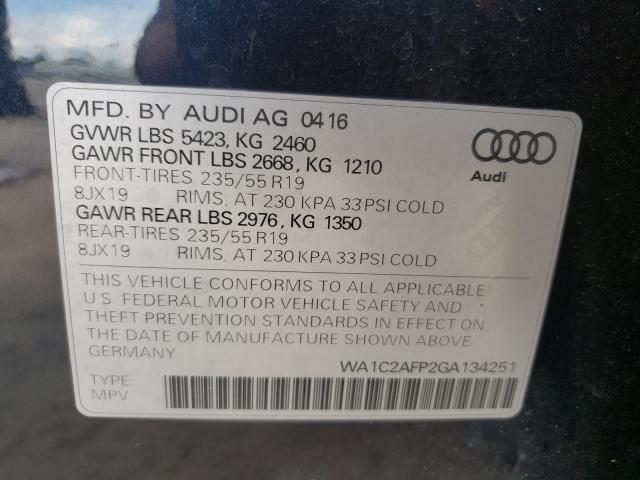 MFD. BY AUDI AG 0416
GVWR LBS 5423, KG 2460
GAWR FRONT LBS 2668, KG 1210
FRONT-TIRES 235/55 R19
8JX19 RIMS, AT 230 KPA 33 PSI COLD
GAWR REAR LBS 2976, KG 1350
REAR-TIRES 235/55 R19
8JX19 RIMS, AT 230 KPA 33 PSI COLD
Audi
THIS VEHICLE CONFORMS TO ALL APPLICABLE
U.S. FEDERAL MOTOR VEHICLE SAFETY AND
THEFT PREVENTION STANDARDS IN EFFECT ON
THE DATE OF MANUFACTURE SHOWN ABOVE
GERMANY
WA1C2AFP2GA134251
TYPE:
MPV